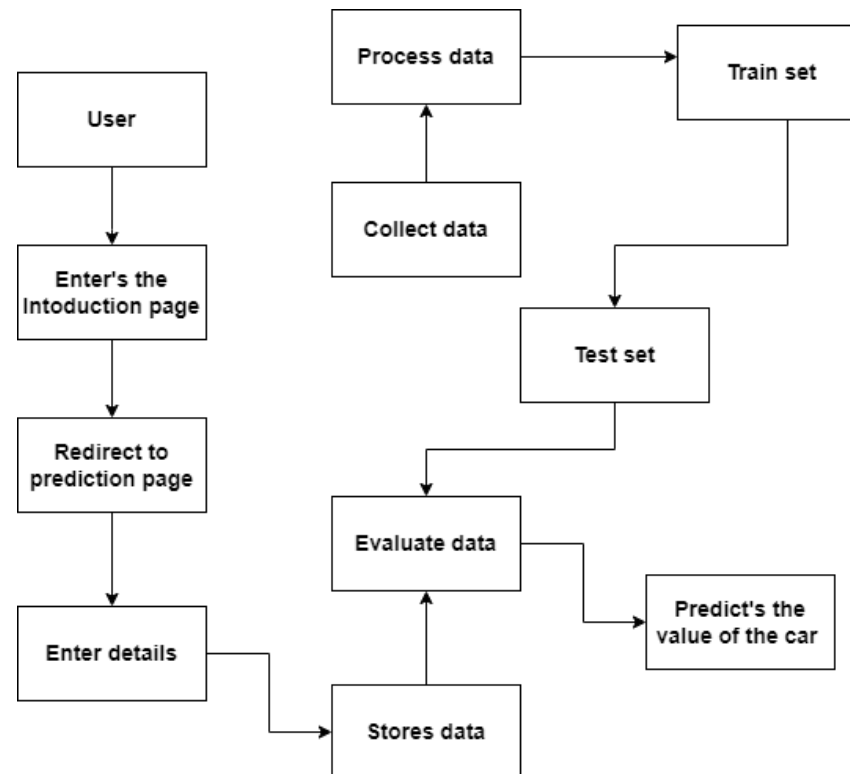 Process data
Train set
User
Collect data
Enter's the
Intoduction page
Test set
Redirect to
prediction page
Evaluate data
Predict's the
value of the car
Enter details
Stores data